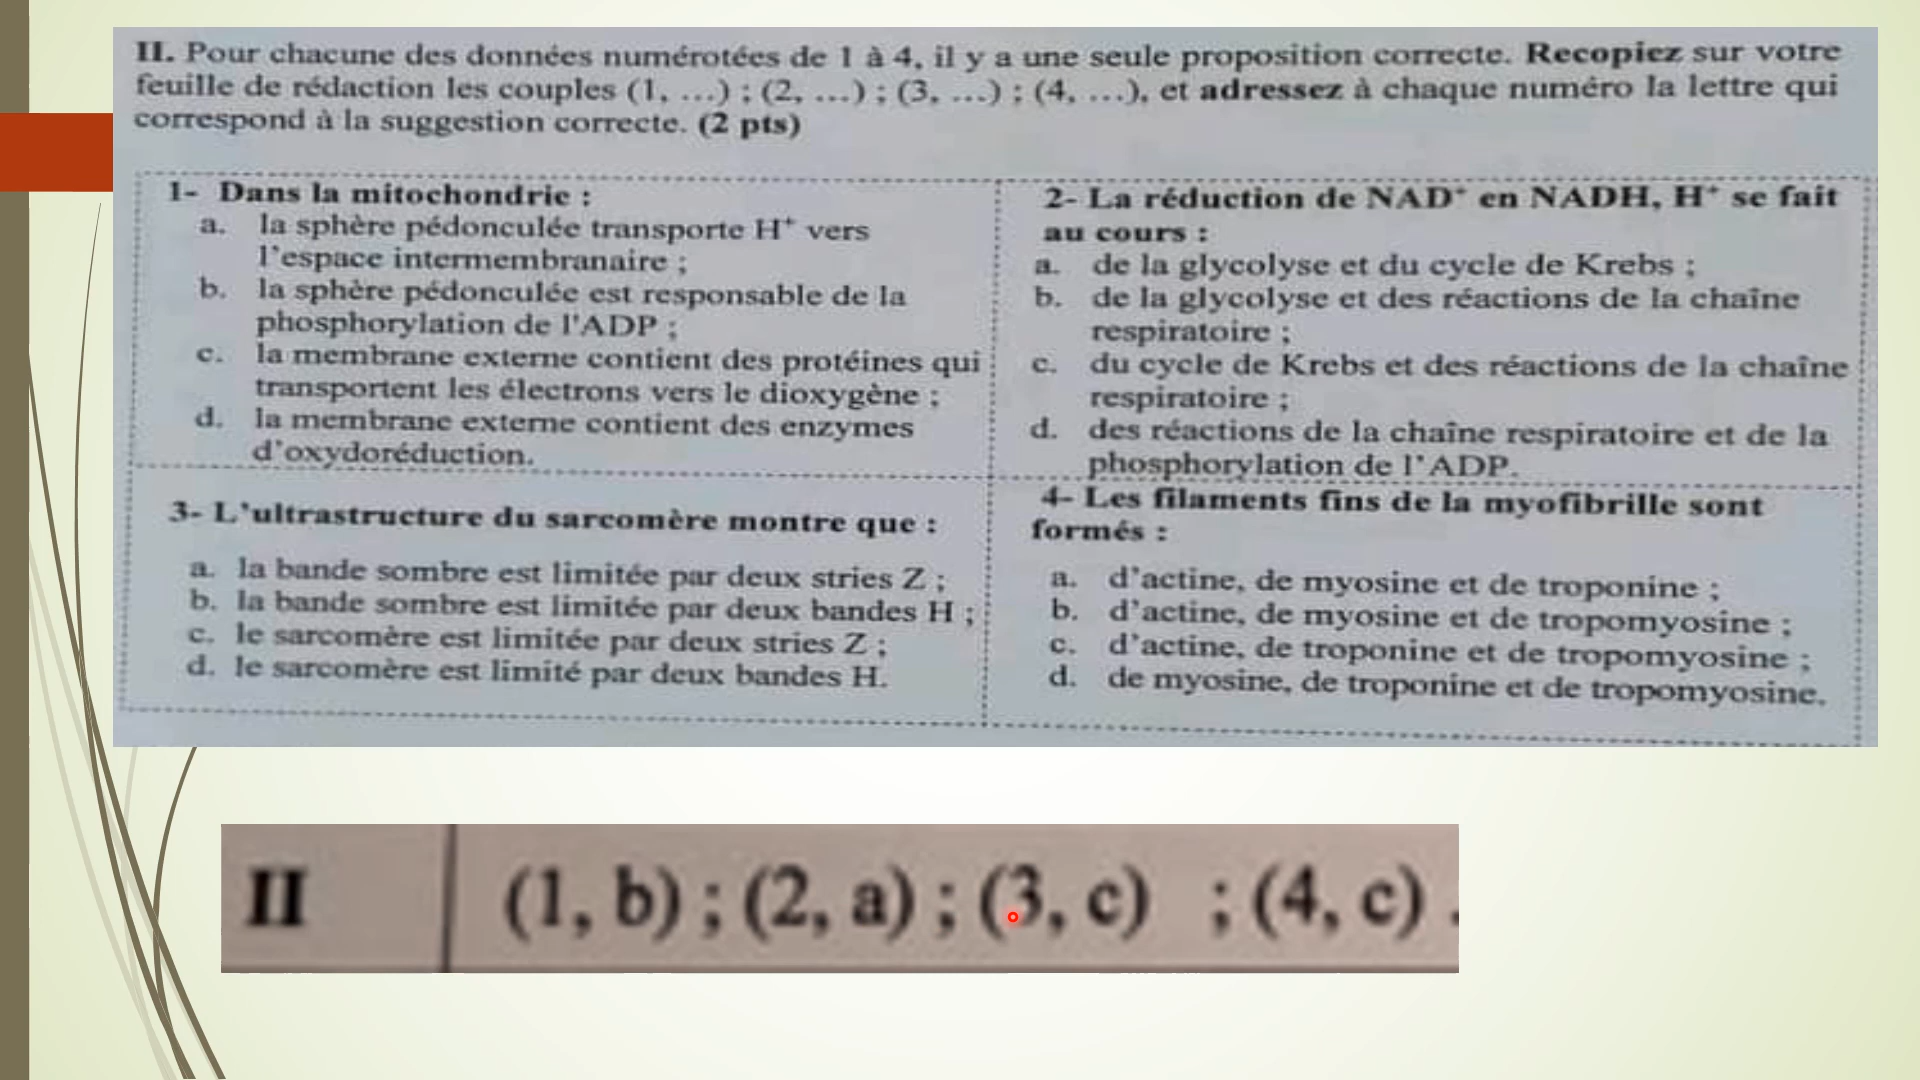 II. Pour chacune des données numérotées de 1 à 4, il y a une seule proposition correcte. Recopiez sur votre
feuille de rédaction les couples (1, ...) ; (2, ...) ; (3, ...) ; (4, ...), et adressez à chaque numéro la lettre qui
correspond à la suggestion correcte. (2 pts)
1- Dans la mitochondrie :
a. la sphère pédonculée transporte H⁺ vers
l'espace intermembranaire ;
b. la sphère pédonculée est responsable de la
phosphorylation de l'ADP ;
c. la membrane externe contient des protéines qui
transportent les électrons vers le dioxygène ;
d. la membrane externe contient des enzymes
d'oxydoréduction.
2- La réduction de NAD⁺ en NADH, H⁺ se fait
au cours :
a. de la glycolyse et du cycle de Krebs ;
b. de la glycolyse et des réactions de la chaîne
respiratoire ;
c. du cycle de Krebs et des réactions de la chaîne
respiratoire ;
d. des réactions de la chaîne respiratoire et de la
phosphorylation de l'ADP.
3- L'ultrastructure du sarcomère montre que :
a. la bande sombre est limitée par deux stries Z ;
b. la bande sombre est limitée par deux bandes H ;
c. le sarcomère est limitée par deux stries Z ;
d. le sarcomère est limité par deux bandes H.
4- Les filaments fins de la myofibrille sont
formés :
a. d'actine, de myosine et de troponine ;
b. d'actine, de myosine et de tropomyosine ;
c. d'actine, de troponine et de tropomyosine ;
d. de myosine, de troponine et de tropomyosine.
II (1, b) ; (2, a) ; (3, c) ; (4, c) .